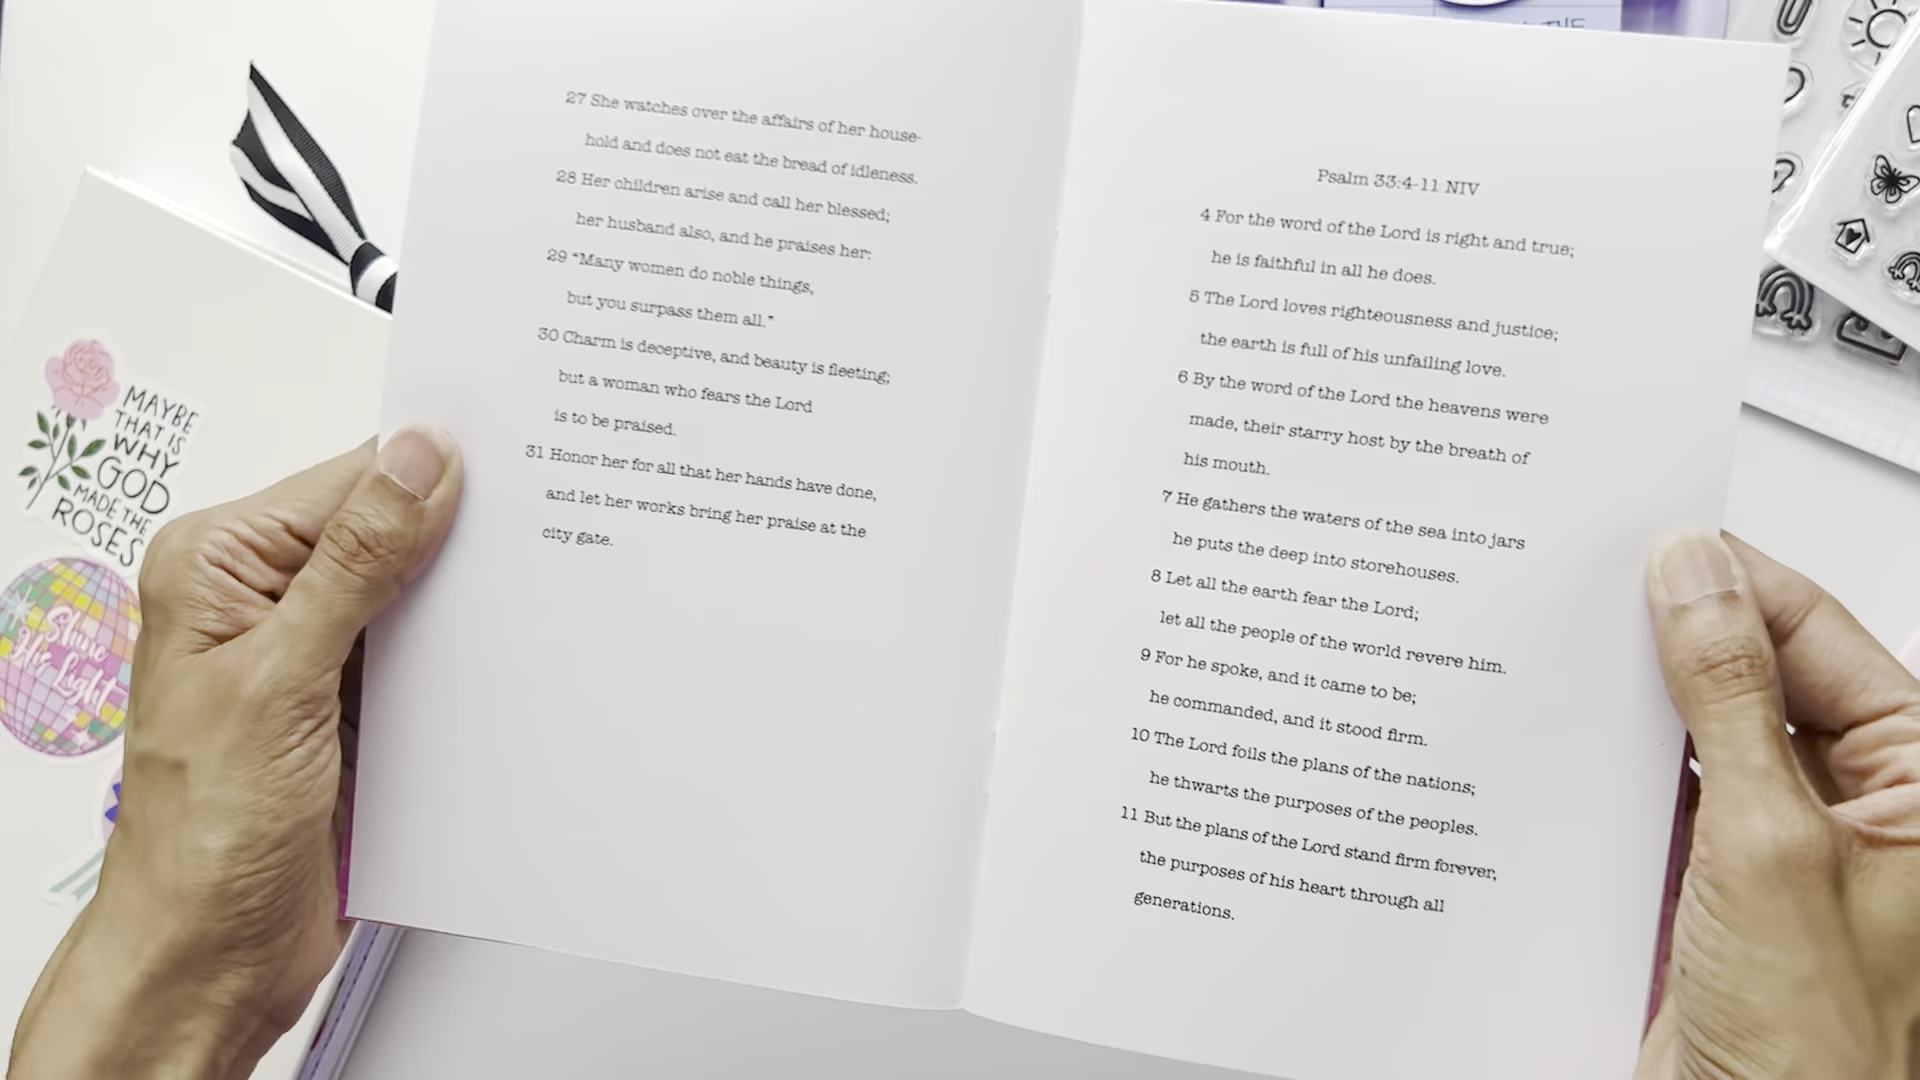 27 She watches over the affairs of her house-
hold and does not eat the bread of idleness.
28 Her children arise and call her blessed;
her husband also, and he praises her:
29 “Many women do noble things,
but you surpass them all.”
30 Charm is deceptive, and beauty is fleeting;
but a woman who fears the Lord
is to be praised.
31 Honor her for all that her hands have done,
and let her works bring her praise at the
city gate.
Psalm 33:4-11 NIV
4 For the word of the Lord is right and true;
he is faithful in all he does.
5 The Lord loves righteousness and justice;
the earth is full of his unfailing love.
6 By the word of the Lord the heavens were
made, their starry host by the breath of
his mouth.
7 He gathers the waters of the sea into jars
he puts the deep into storehouses.
8 Let all the earth fear the Lord;
let all the people of the world revere him.
9 For he spoke, and it came to be;
he commanded, and it stood firm.
10 The Lord foils the plans of the nations;
he thwarts the purposes of the peoples.
11 But the plans of the Lord stand firm forever,
the purposes of his heart through all
generations.
MAYBE
THAT IS
WHY
GOD
MADE THE
ROSES
Shine
His Light